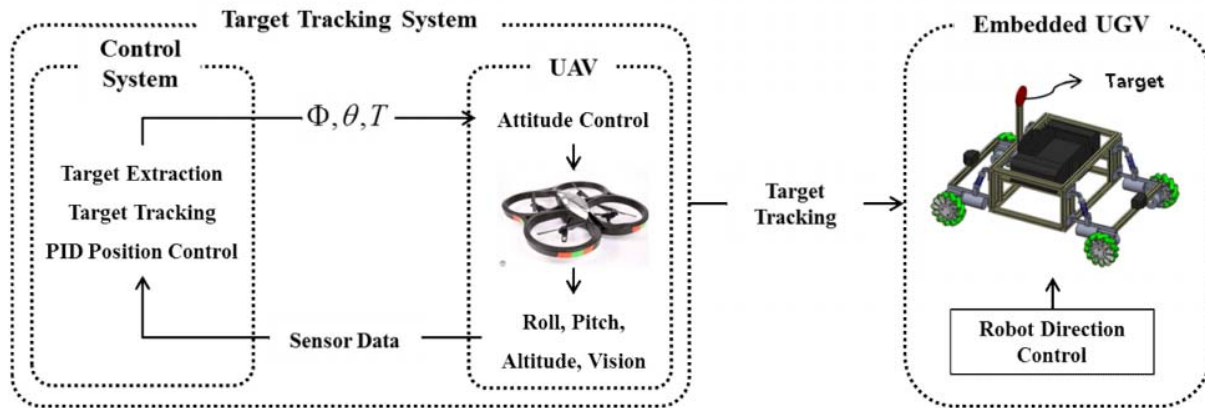 Target Tracking System
Control
System
Φ, θ, T
Target Extraction
Target Tracking
PID Position Control
Sensor Data
UAV
Attitude Control
Roll, Pitch,
Altitude, Vision
Target
Tracking
Embedded UGV
Target
Robot Direction
Control